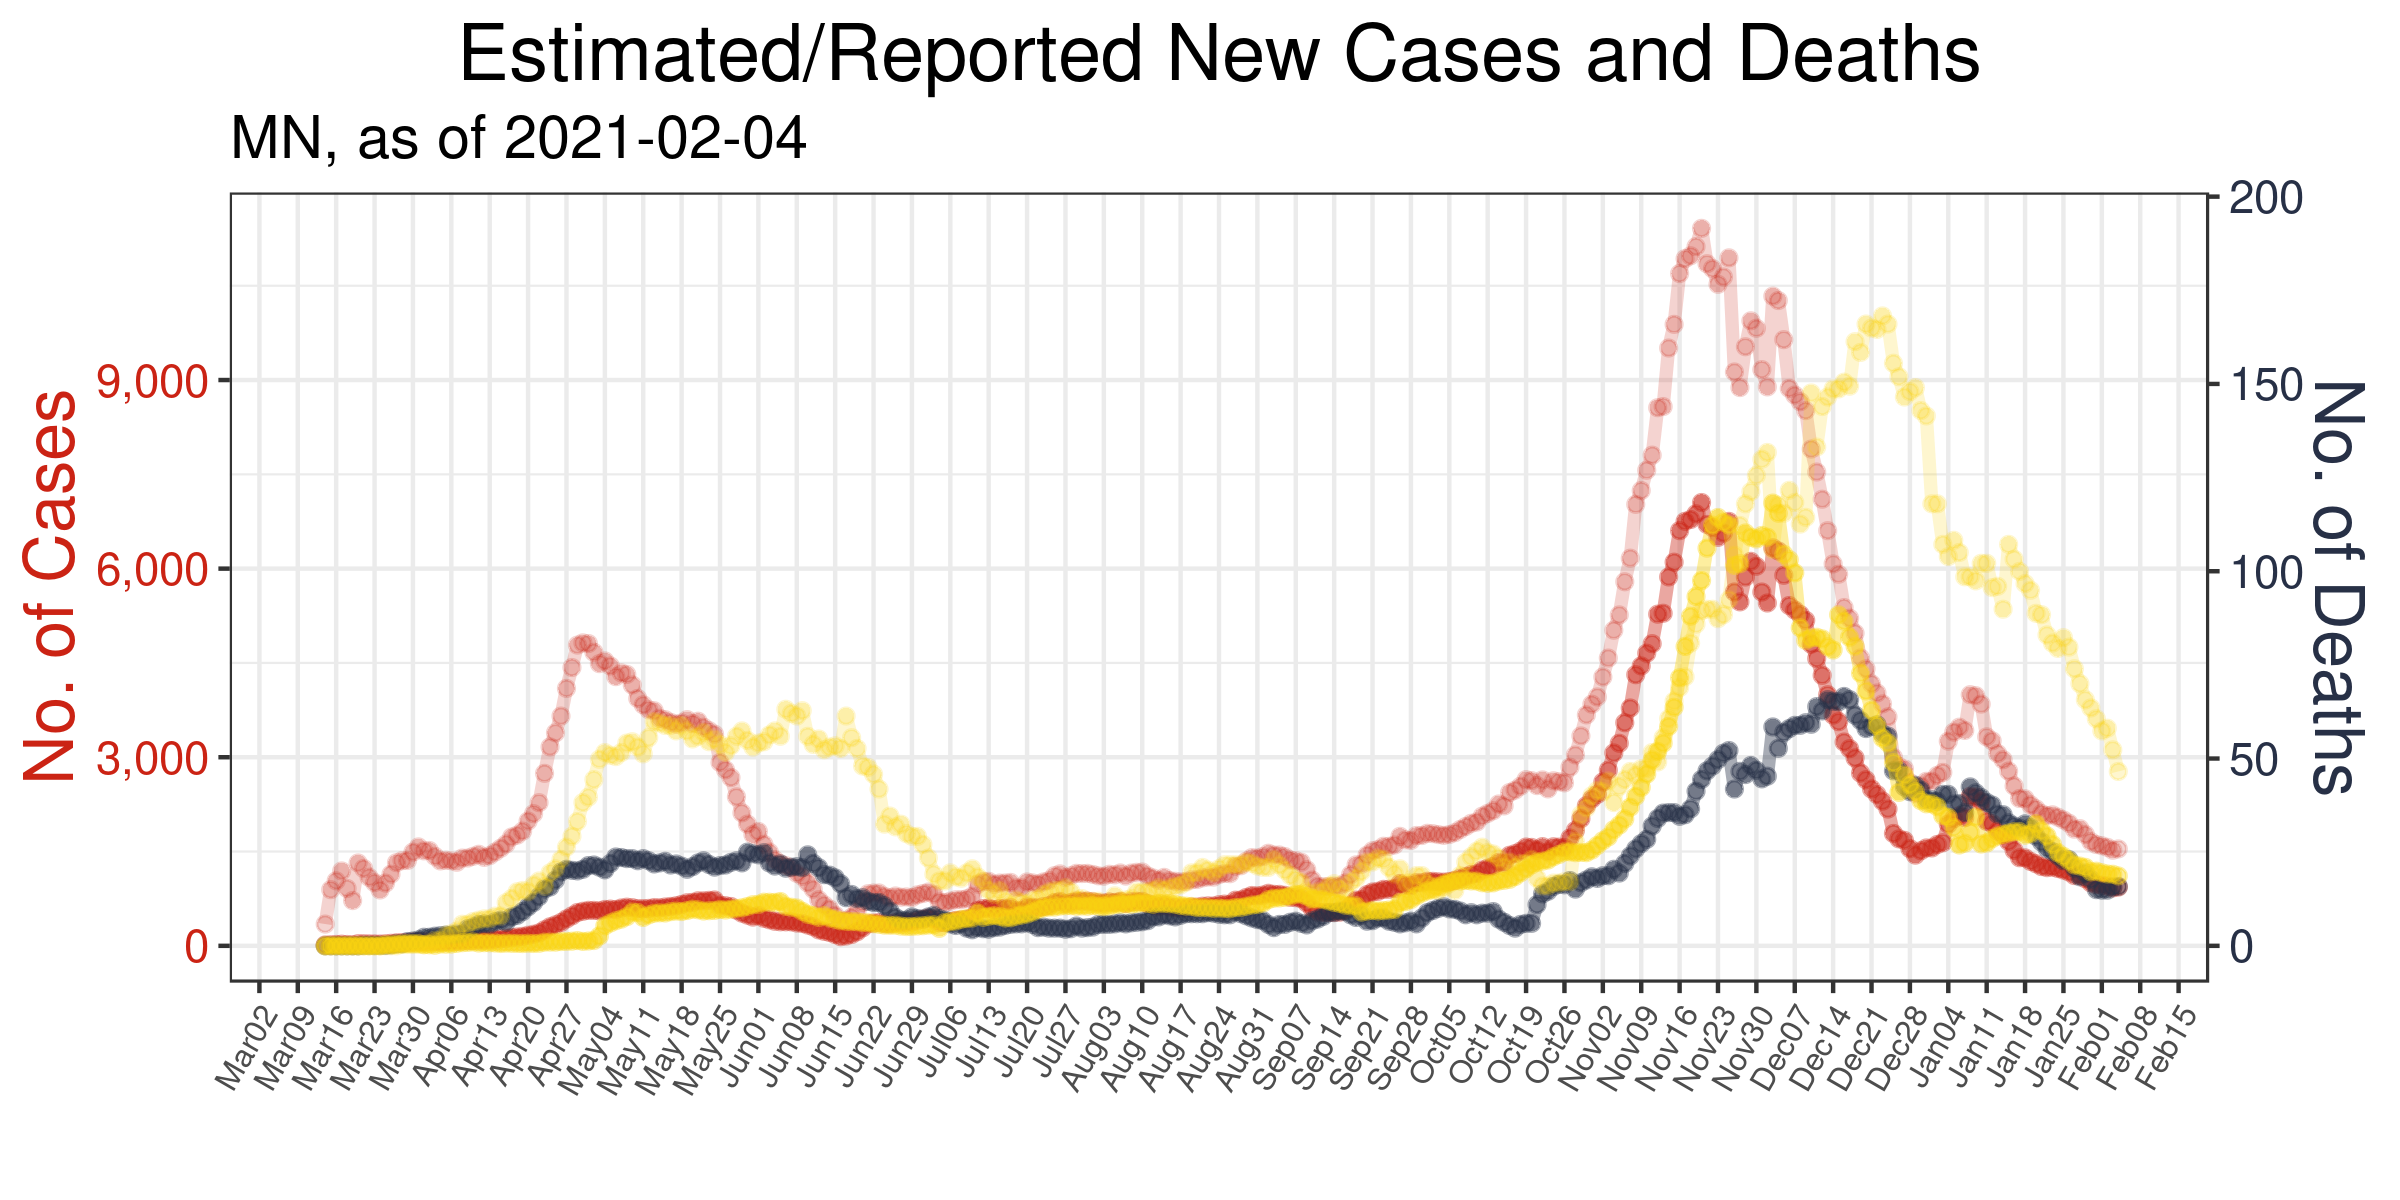 Estimated/Reported New Cases and Deaths
MN, as of 2021-02-04
No. of Cases
9,000
6,000
3,000
0
200
150
100
50
0
No. of Deaths
Mar02
Mar09
Mar16
Mar23
Mar30
Apr06
Apr13
Apr20
Apr27
May04
May11
May18
May25
Jun01
Jun08
Jun15
Jun22
Jun29
Jul06
Jul13
Jul20
Jul27
Aug03
Aug10
Aug17
Aug24
Aug31
Sep07
Sep14
Sep21
Sep28
Oct05
Oct12
Oct19
Oct26
Nov02
Nov09
Nov16
Nov23
Nov30
Dec07
Dec14
Dec21
Dec28
Jan04
Jan11
Jan18
Jan25
Feb01
Feb08
Feb15